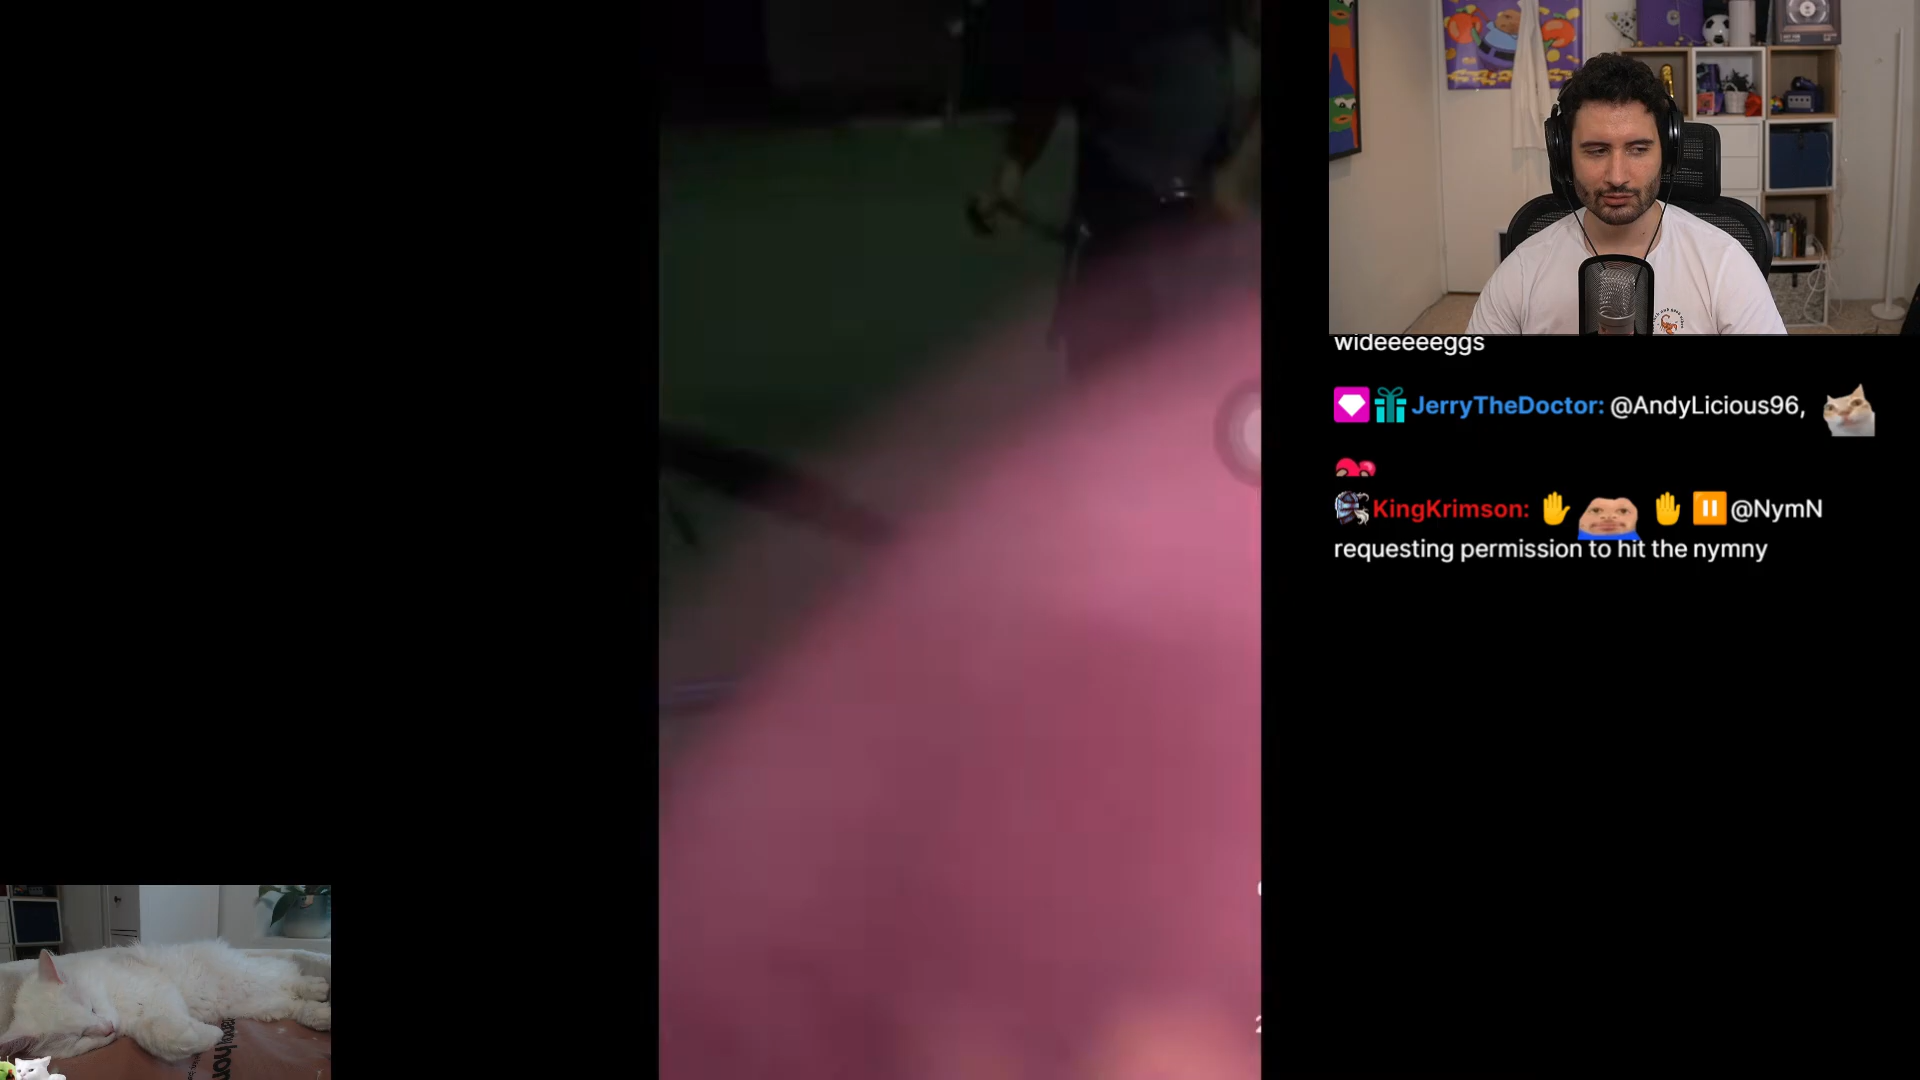 wideeeeeggs
JerryTheDoctor: @AndyLicious96,
KingKrimson: @NymN
requesting permission to hit the nymny